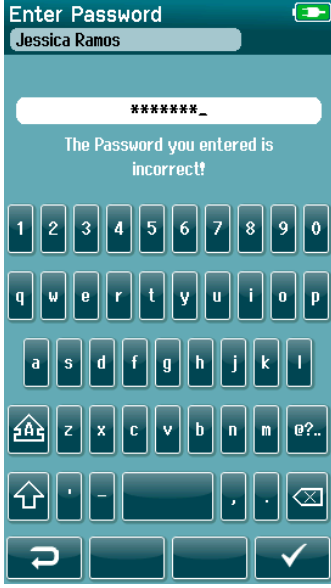 Enter Password
Jessica Ramos
*******_
The Password you entered is
incorrect!
1 2 3 4 5 6 7 8 9 0
q w e r t y u i o p
a s d f g h j k l
aAa z x c v b n m @?..
' - , .